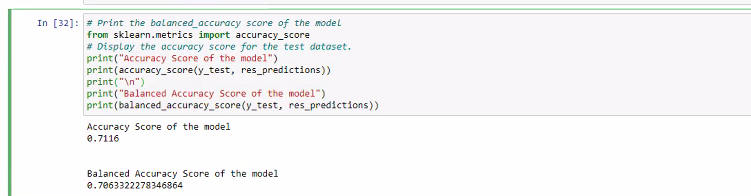 In [32]: # Print the balanced_accuracy score of the model
from sklearn.metrics import accuracy_score
# Display the accuracy score for the test dataset.
print("Accuracy Score of the model")
print(accuracy_score(y_test, res_predictions))
print("\n")
print("Balanced Accuracy Score of the model")
print(balanced_accuracy_score(y_test, res_predictions))
Accuracy Score of the model
0.7116
Balanced Accuracy Score of the model
0.7063322278346864